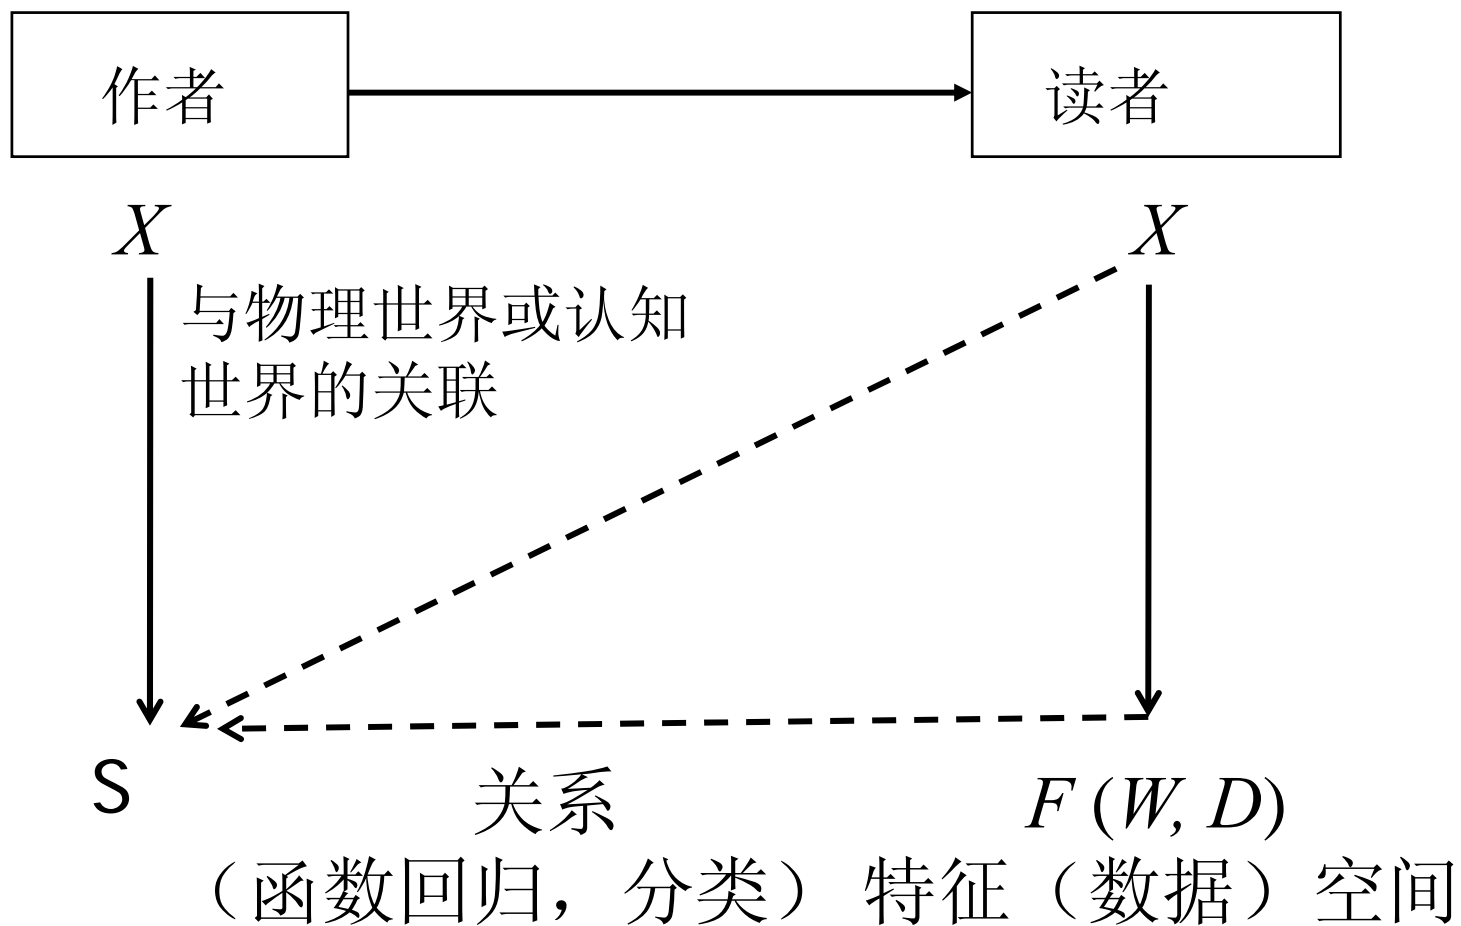 作者
读者
X
X
与物理世界或认知
世界的关联
S
关系
F (W, D)
（函数回归，分类）
特征（数据）空间